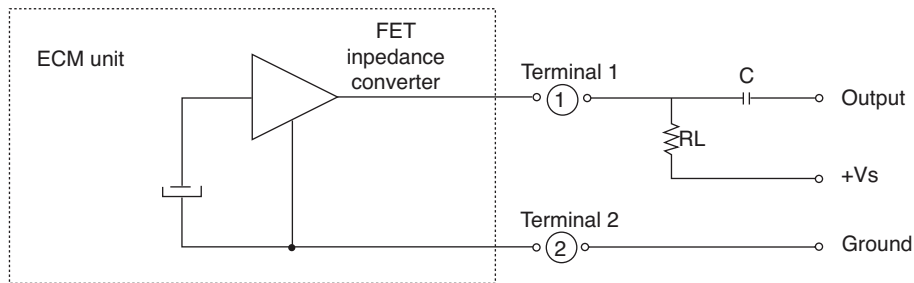 FET
inpedance
converter
ECM unit
Terminal 1
1
C
Output
RL
+Vs
Terminal 2
2
Ground